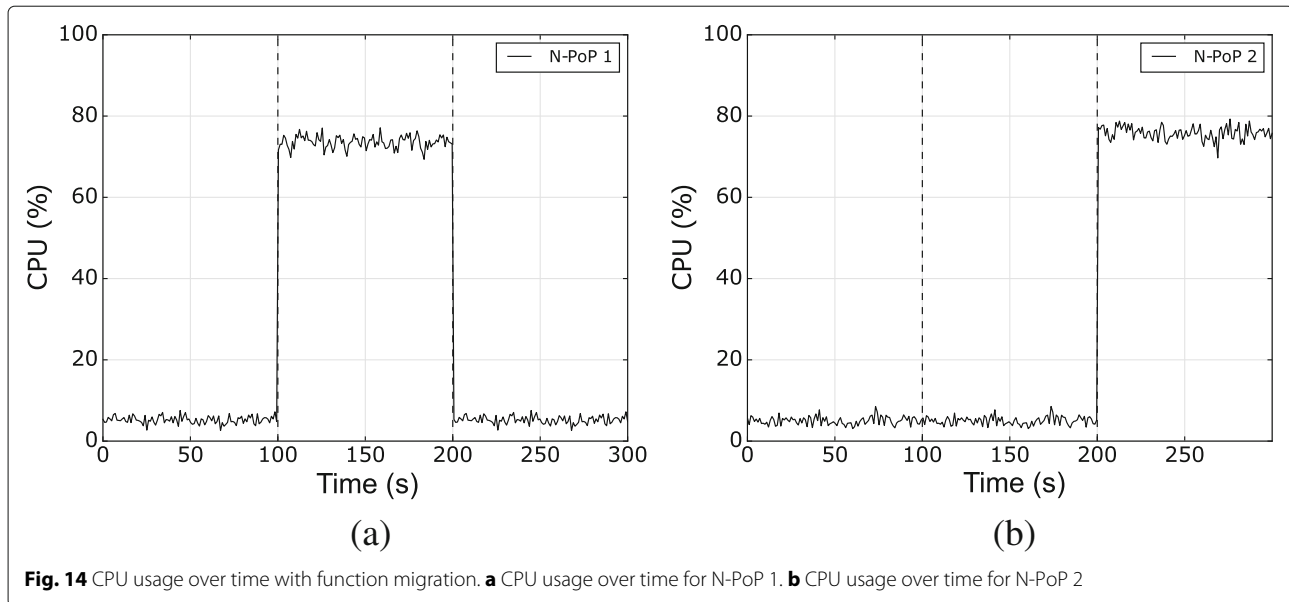 100
80
60
40
20
0
CPU (%)
N-PoP 1
0 50 100 150 200 250 300
Time (s)
(a)
100
80
60
40
20
0
CPU (%)
N-PoP 2
0 50 100 150 200 250
Time (s)
(b)
Fig. 14 CPU usage over time with function migration. a CPU usage over time for N-PoP 1. b CPU usage over time for N-PoP 2